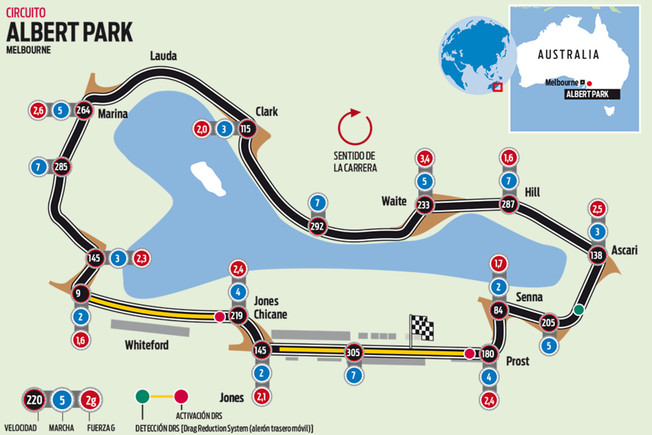 CIRCUITO
ALBERT PARK
MELBOURNE
AUSTRALIA
Melbourne
ALBERT PARK
Lauda
2,6 5 264
Marina
Clark
2,0 3 115
SENTIDO DE
LA CARRERA
7 285
3,4
5
Waite 233
1,6
7
Hill
287
7
292
2,5
3
138
Ascari
145 3 2,3
9
2
1,6
Whiteford
2,4
4
219
Jones
Chicane
1,7
2
84
Senna
205
5
145
2
2,1
Jones
305
7
180
Prost
4
2,4
220 5 2g
VELOCIDAD MARCHA FUERZA G
ACTIVACIÓN DRS
DETECCIÓN DRS [Drag Reduction System (alerón trasero móvil)]